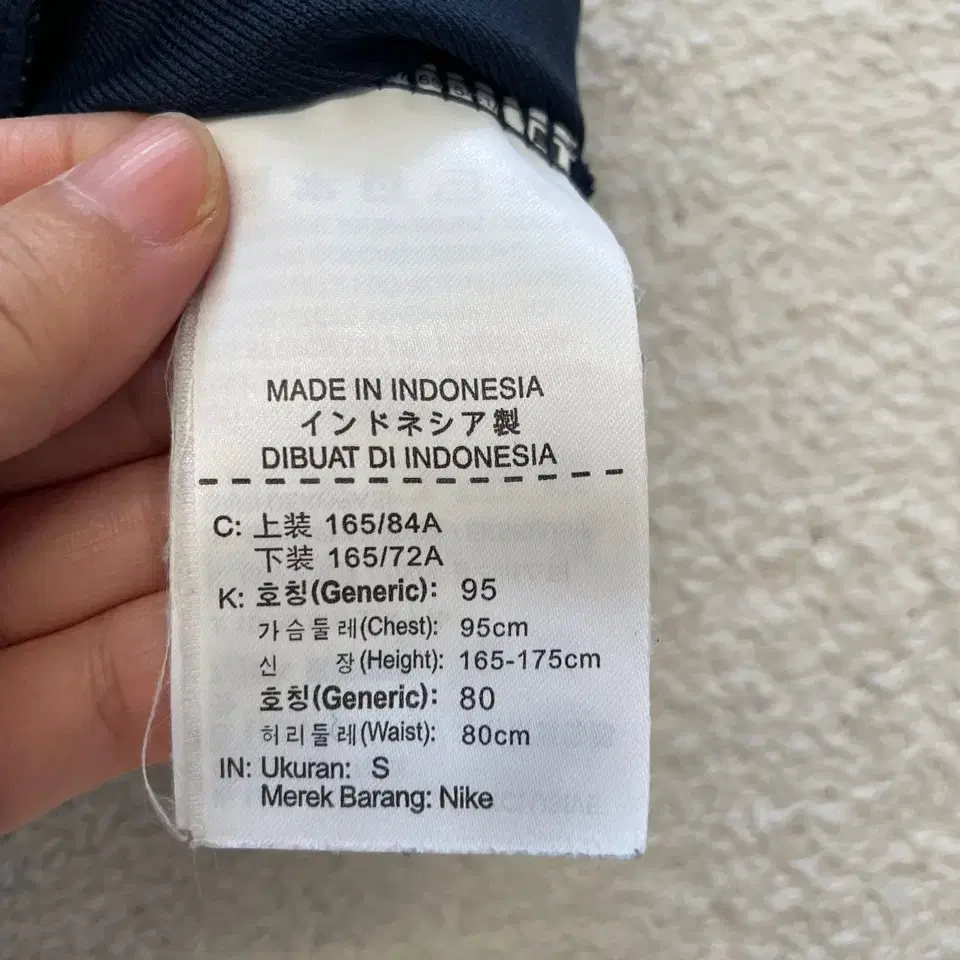 MADE IN INDONESIA
インドネシア製
DIBUAT DI INDONESIA
C: 上装 165/84A
下装 165/72A
K: 호칭(Generic): 95
가슴둘레(Chest): 95cm
신 장(Height): 165-175cm
호칭(Generic): 80
허리둘레(Waist): 80cm
IN: Ukuran: S
Merek Barang: Nike